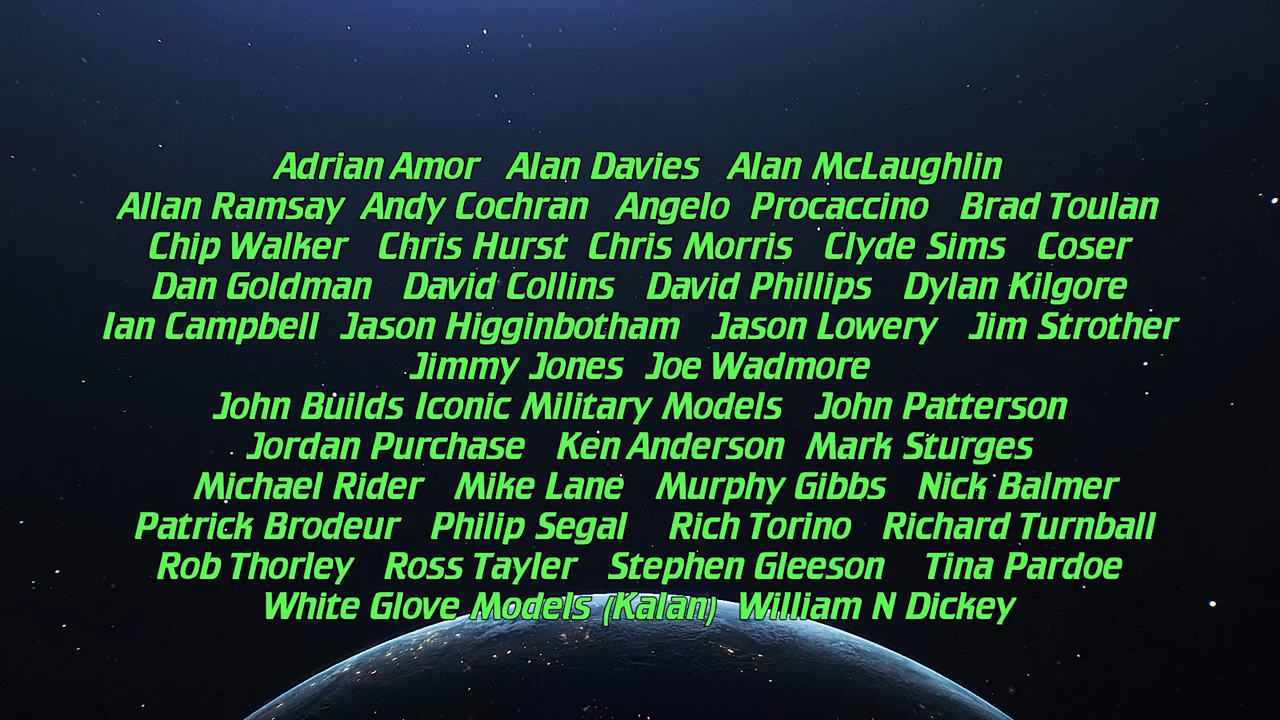 Adrian Amor Alan Davies Alan McLaughlin
Allan Ramsay Andy Cochran Angelo Procaccino Brad Toulan
Chip Walker Chris Hurst Chris Morris Clyde Sims Coser
Dan Goldman David Collins David Phillips Dylan Kilgore
Ian Campbell Jason Higginbotham Jason Lowery Jim Strother
Jimmy Jones Joe Wadmore
John Builds Iconic Military Models John Patterson
Jordan Purchase Ken Anderson Mark Sturges
Michael Rider Mike Lane Murphy Gibbs Nick Balmer
Patrick Brodeur Philip Segal Rich Torino Richard Turnball
Rob Thorley Ross Tayler Stephen Gleeson Tina Pardoe
White Glove Models (Kalan) William N Dickey